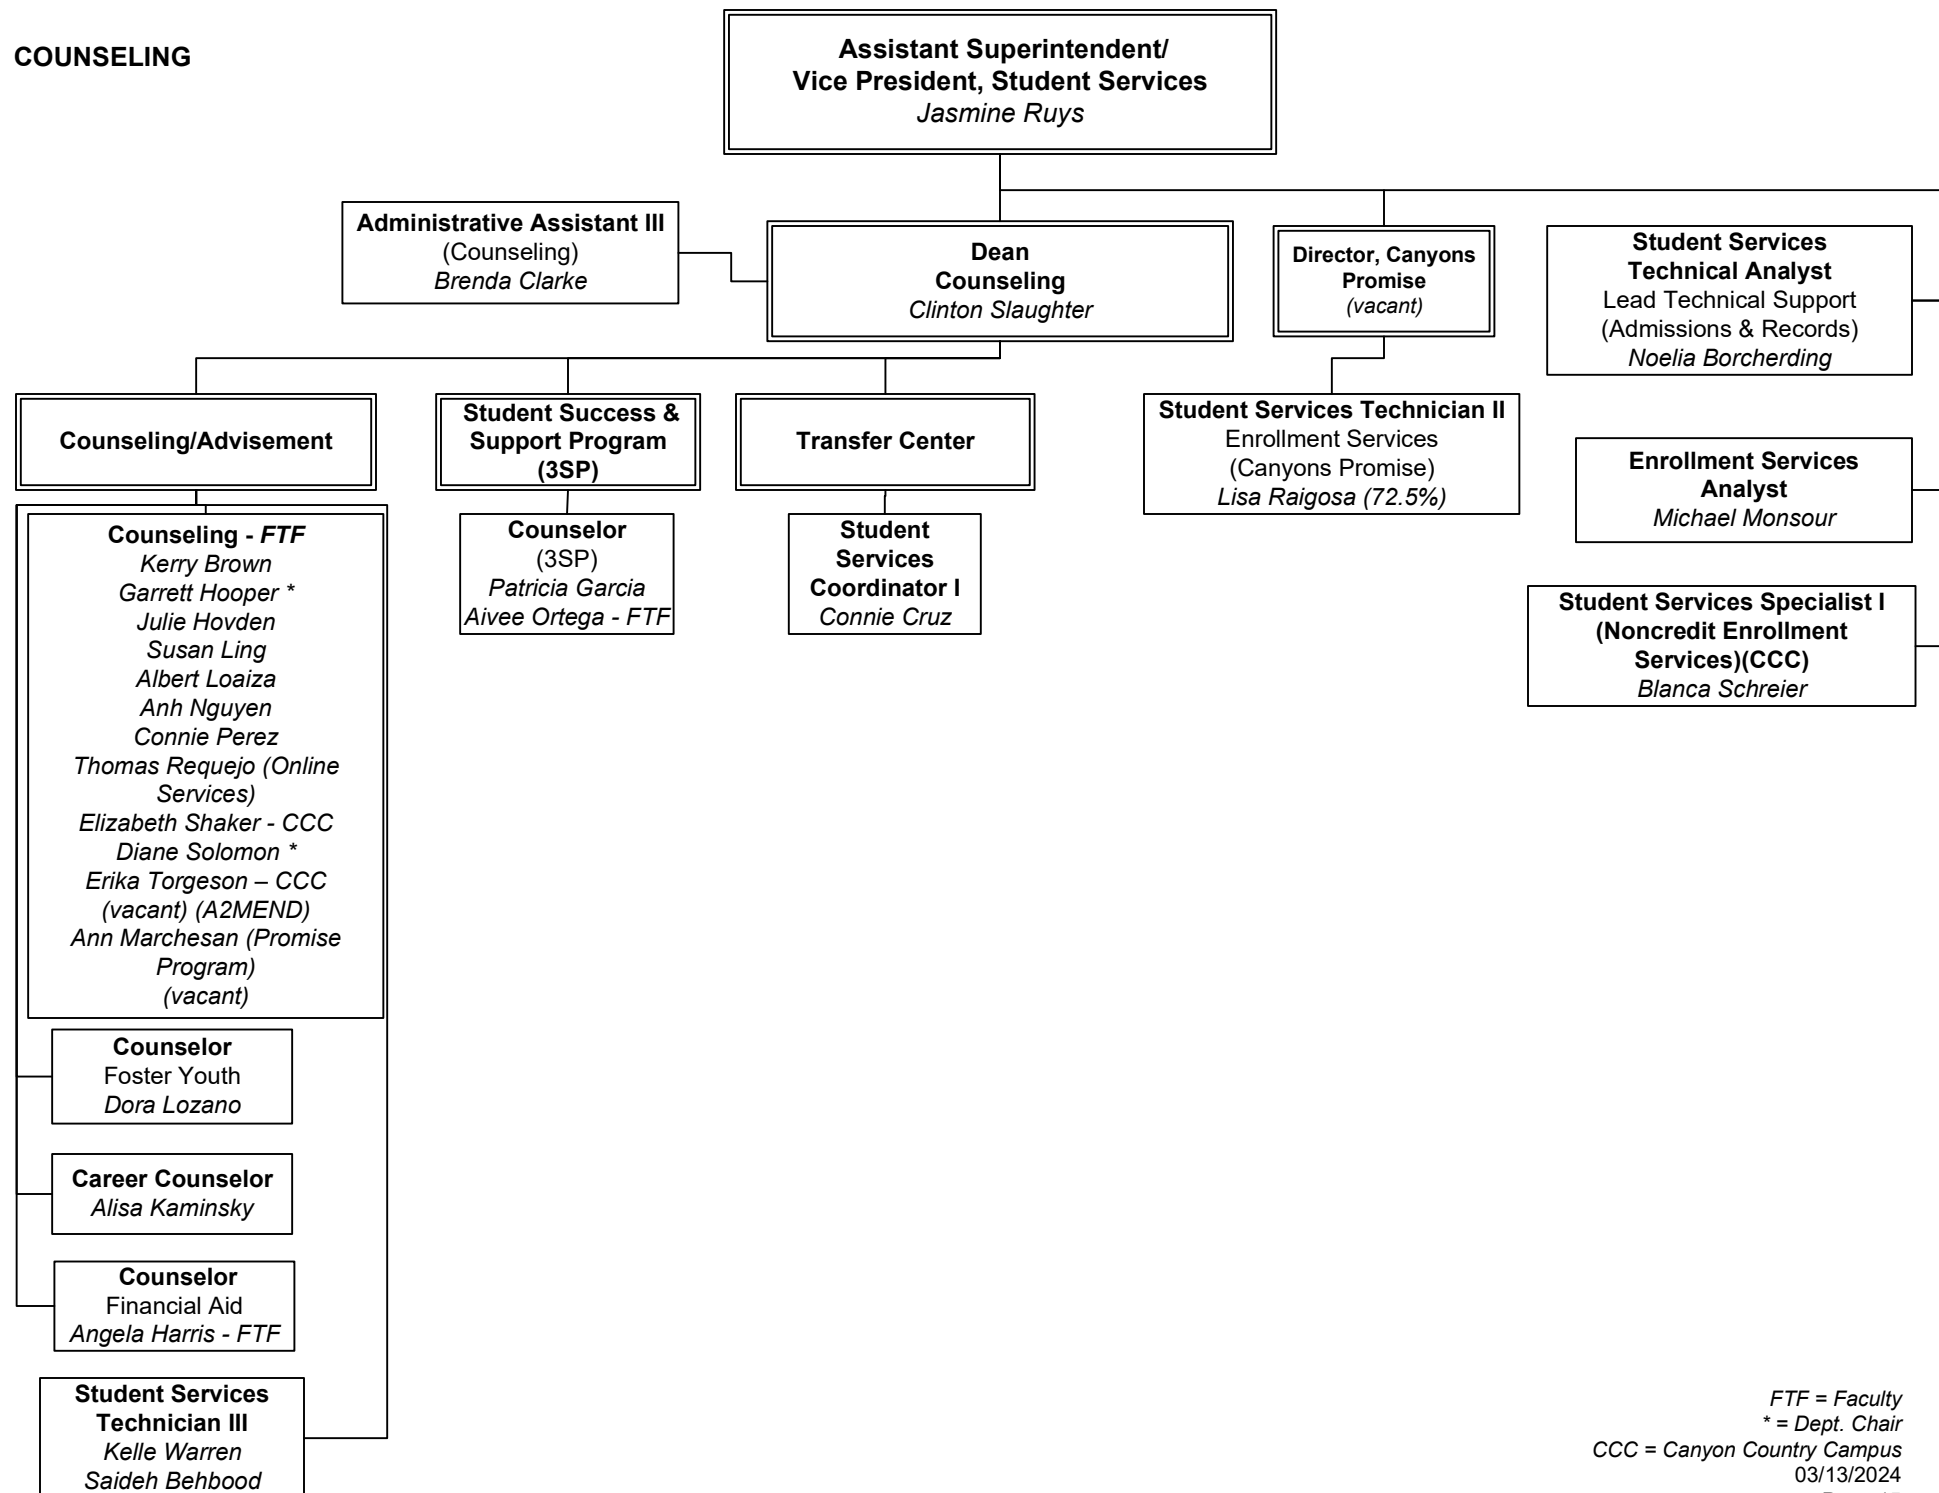 COUNSELING
Assistant Superintendent/
Vice President, Student Services
Jasmine Ruys
Administrative Assistant III
(Counseling)
Brenda Clarke
Dean
Counseling
Clinton Slaughter
Director, Canyons
Promise
(vacant)
Student Services
Technical Analyst
Lead Technical Support
(Admissions & Records)
Noelia Borcherding
Counseling/Advisement
Student Success &
Support Program
(3SP)
Transfer Center
Student Services Technician II
Enrollment Services
(Canyons Promise)
Lisa Raigosa (72.5%)
Enrollment Services
Analyst
Michael Monsour
Counseling - FTF
Kerry Brown
Garrett Hooper *
Julie Hovden
Susan Ling
Albert Loaiza
Anh Nguyen
Connie Perez
Thomas Requejo (Online
Services)
Elizabeth Shaker - CCC
Diane Solomon *
Erika Torgeson – CCC
(vacant) (A2MEND)
Ann Marchesan (Promise
Program)
(vacant)
Counselor
(3SP)
Patricia Garcia
Aivee Ortega - FTF
Student
Services
Coordinator I
Connie Cruz
Student Services Specialist I
(Noncredit Enrollment
Services)(CCC)
Blanca Schreier
Counselor
Foster Youth
Dora Lozano
Career Counselor
Alisa Kaminsky
Counselor
Financial Aid
Angela Harris - FTF
Student Services
Technician III
Kelle Warren
Saideh Behbood
FTF = Faculty
* = Dept. Chair
CCC = Canyon Country Campus
03/13/2024